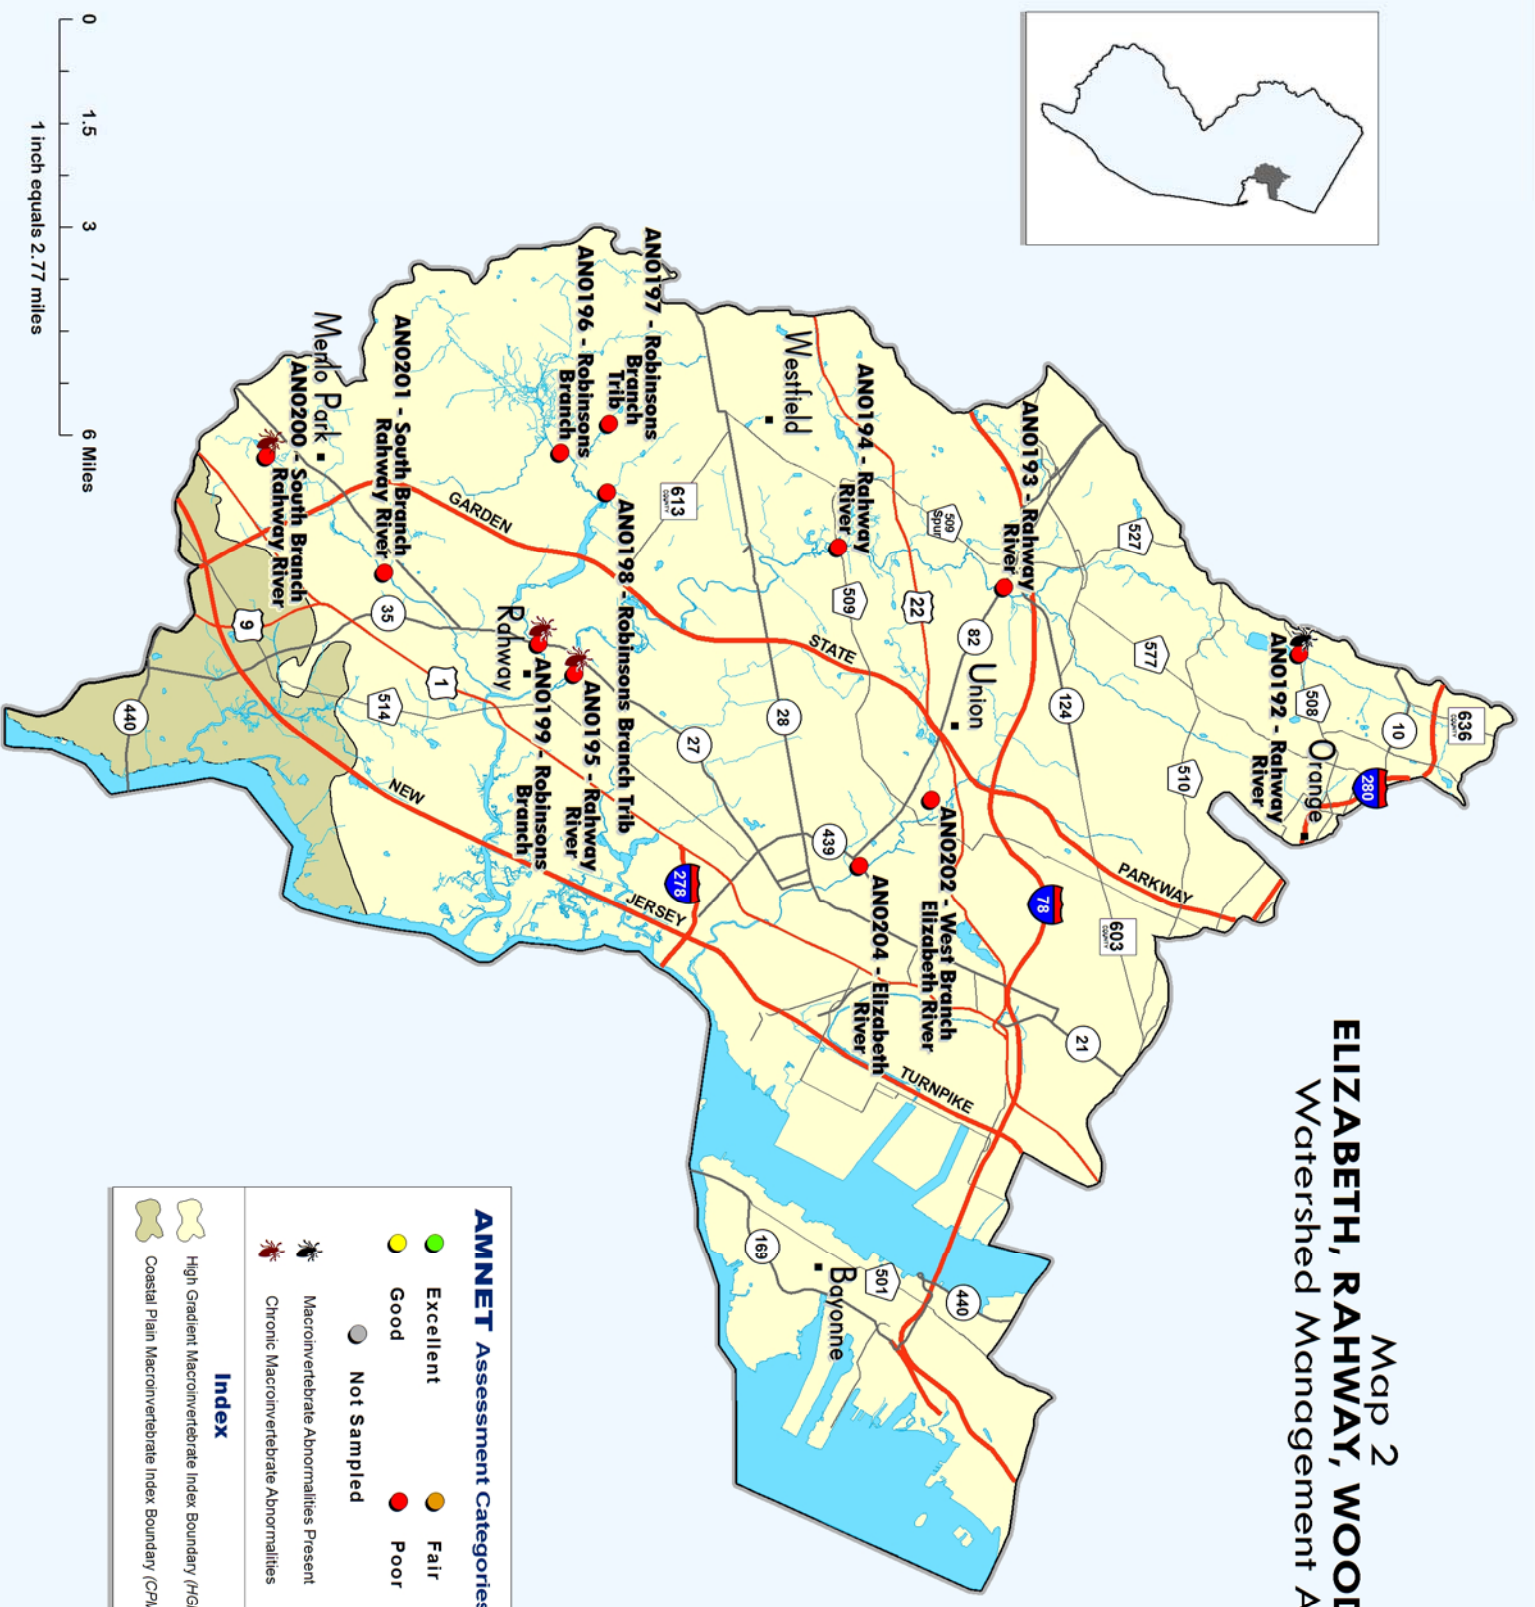 Map 2
ELIZABETH, RAHWAY, WOOD
Watershed Management A
636
COUNTY
10
280
508
Orange
AN0192 - Rahway
River
527
577
510
PARKWAY
603
COUNTY
21
124
78
AN0193 - Rahway
River
509
Spur
82
Union
22
AN0202 - West Branch
Elizabeth River
TURNPIKE
440
AN0194 - Rahway
River
509
STATE
439
AN0204 - Elizabeth
River
501
Bayonne
169
Westfield
28
613
COUNTY
27
278
JERSEY
AN0197 - Robinsons
Branch
Trib
AN0198 - Robinsons Branch Trib
AN0196 - Robinsons
Branch
AN0195 - Rahway
River
AN0199 - Robinsons
Branch
Rahway
GARDEN
1
514
NEW
AN0201 - South Branch
Rahway River
35
Menlo Park
AN0200 - South Branch
Rahway River
9
440
0 1.5 3 6 Miles
1 inch equals 2.77 miles
AMNET Assessment Categories
Excellent Fair
Good Poor
Not Sampled
Macroinvertebrate Abnormalities Present
Chronic Macroinvertebrate Abnormalities
Index
High Gradient Macroinvertebrate Index Boundary (HG
Coastal Plain Macroinvertebrate Index Boundary (CP